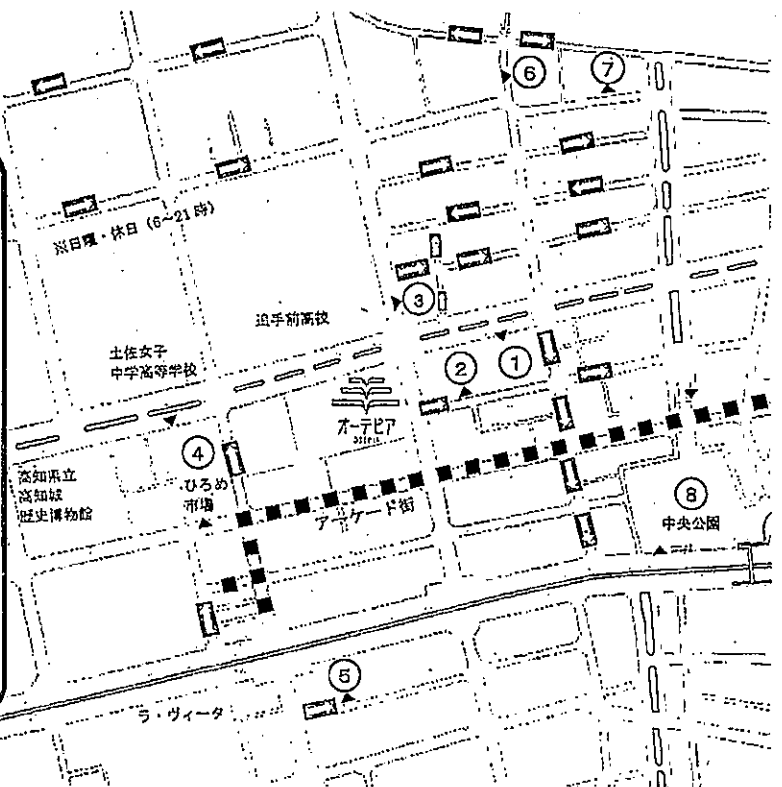 ⑥
⑦
※日曜・休日(6～21時)
③
追手前高校
土佐女子
中学高等学校
②
①
オーテピア
④
ひろめ
市場
高知県立
高知城
歴史博物館
アーケード街
⑧
中央公園
⑤
ラ・ヴィータ